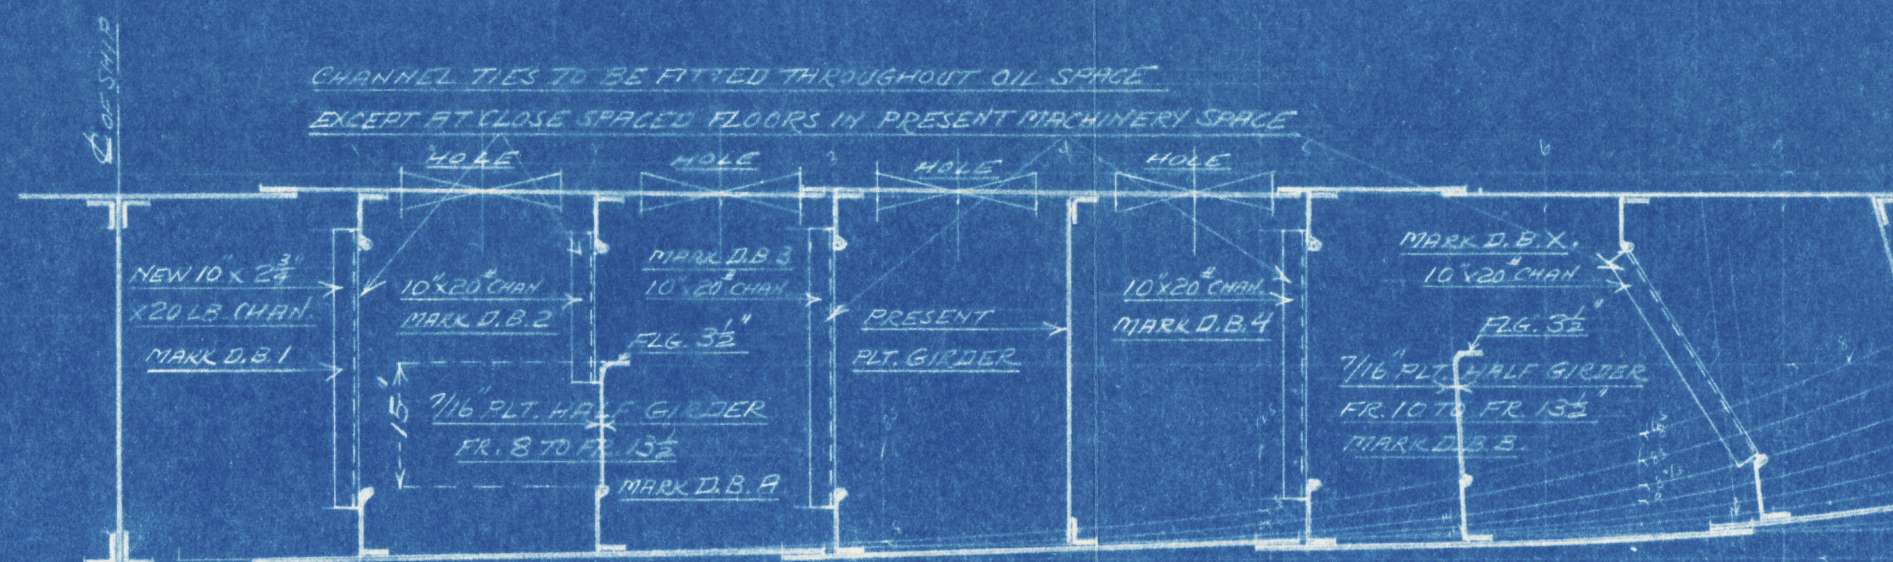 ℄ OF SHIP
CHANNEL TIES TO BE FITTED THROUGHOUT OIL SPACE
EXCEPT AT CLOSE SPACED FLOORS IN PRESENT MACHINERY SPACE
HOLE
HOLE
HOLE
HOLE
NEW 10" x 2 3/4"
x 20 LB. CHAN.
MARK D.B.1
10"x20# CHAN
MARK D.B.2
15"
7/16" PLT. HALF GIRDER
FR. 8 TO FR. 13 1/2
MARK D.B.3
10"x20# CHAN
FLG. 3 1/2"
MARK D.B.A
PRESENT
PLT. GIRDER
10"x20# CHAN.
MARK D.B.4
MARK D.B.X.
10"x20# CHAN
FLG. 3 1/2"
7/16" PLT. HALF GIRDER
FR. 10 TO FR. 13 1/2"
MARK D.B.B.